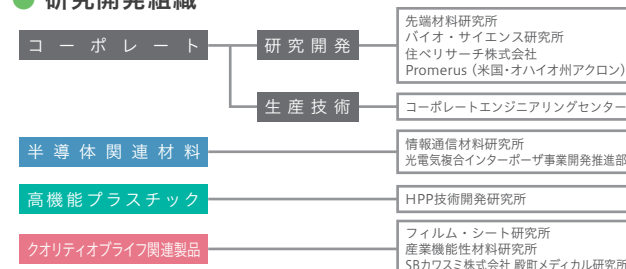 ● 研究開発組織
コーポレート
研究開発
先端材料研究所
バイオ・サイエンス研究所
住べリサーチ株式会社
Promerus（米国・オハイオ州アクロン）
生産技術
コーポレートエンジニアリングセンター
半導体関連材料
情報通信材料研究所
光電気複合インターポーザ事業開発推進部
高機能プラスチック
HPP技術開発研究所
クオリティオブライフ関連製品
フィルム・シート研究所
産業機能性材料研究所
SBカワスミ株式会社 殿町メディカル研究所